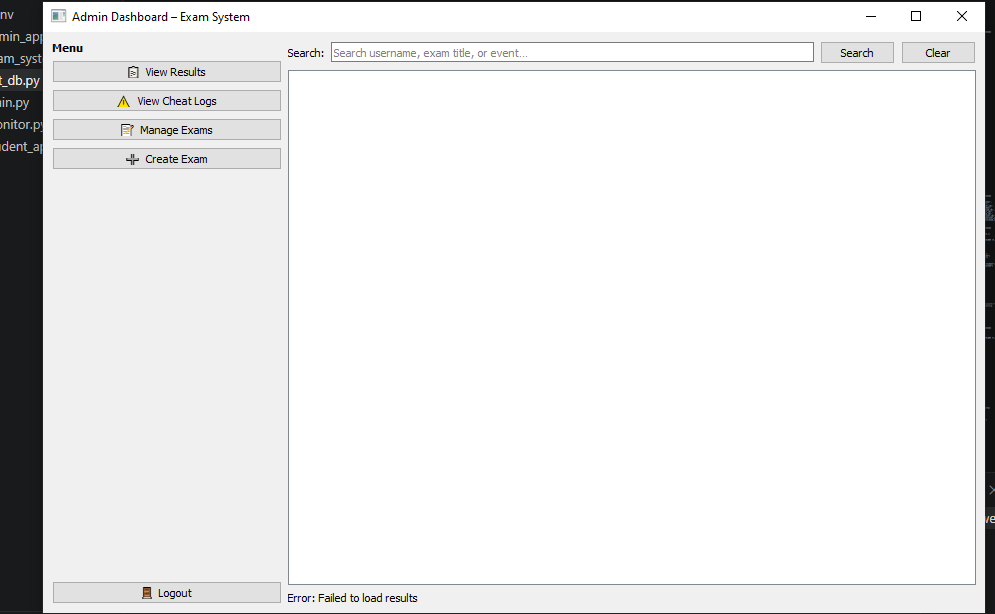 nv
min_app
am_syst
t_db.py
in.py
onitor.py
udent_ap
Admin Dashboard – Exam System
Menu
View Results
View Cheat Logs
Manage Exams
Create Exam
Logout
Search: Search username, exam title, or event... Search Clear
Error: Failed to load results